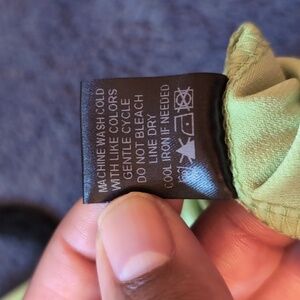 MACHINE WASH COLD
WITH LIKE COLORS
GENTLE CYCLE
DO NOT BLEACH
LINE DRY
COOL IRON IF NEEDED